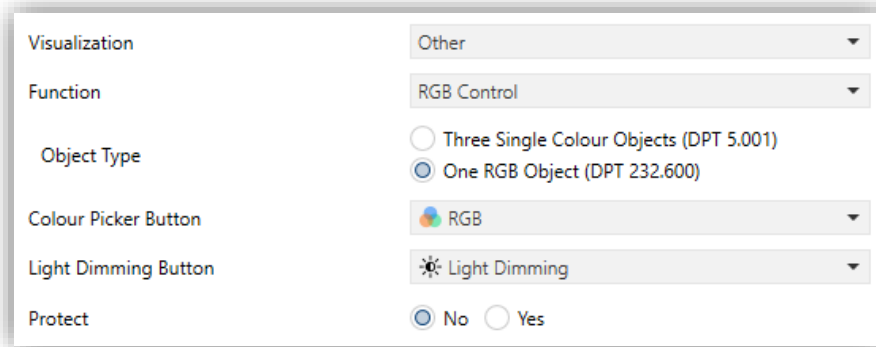 Visualization Other
Function RGB Control
Three Single Colour Objects (DPT 5.001)
Object Type
One RGB Object (DPT 232.600)
Colour Picker Button RGB
Light Dimming Button Light Dimming
Protect No Yes